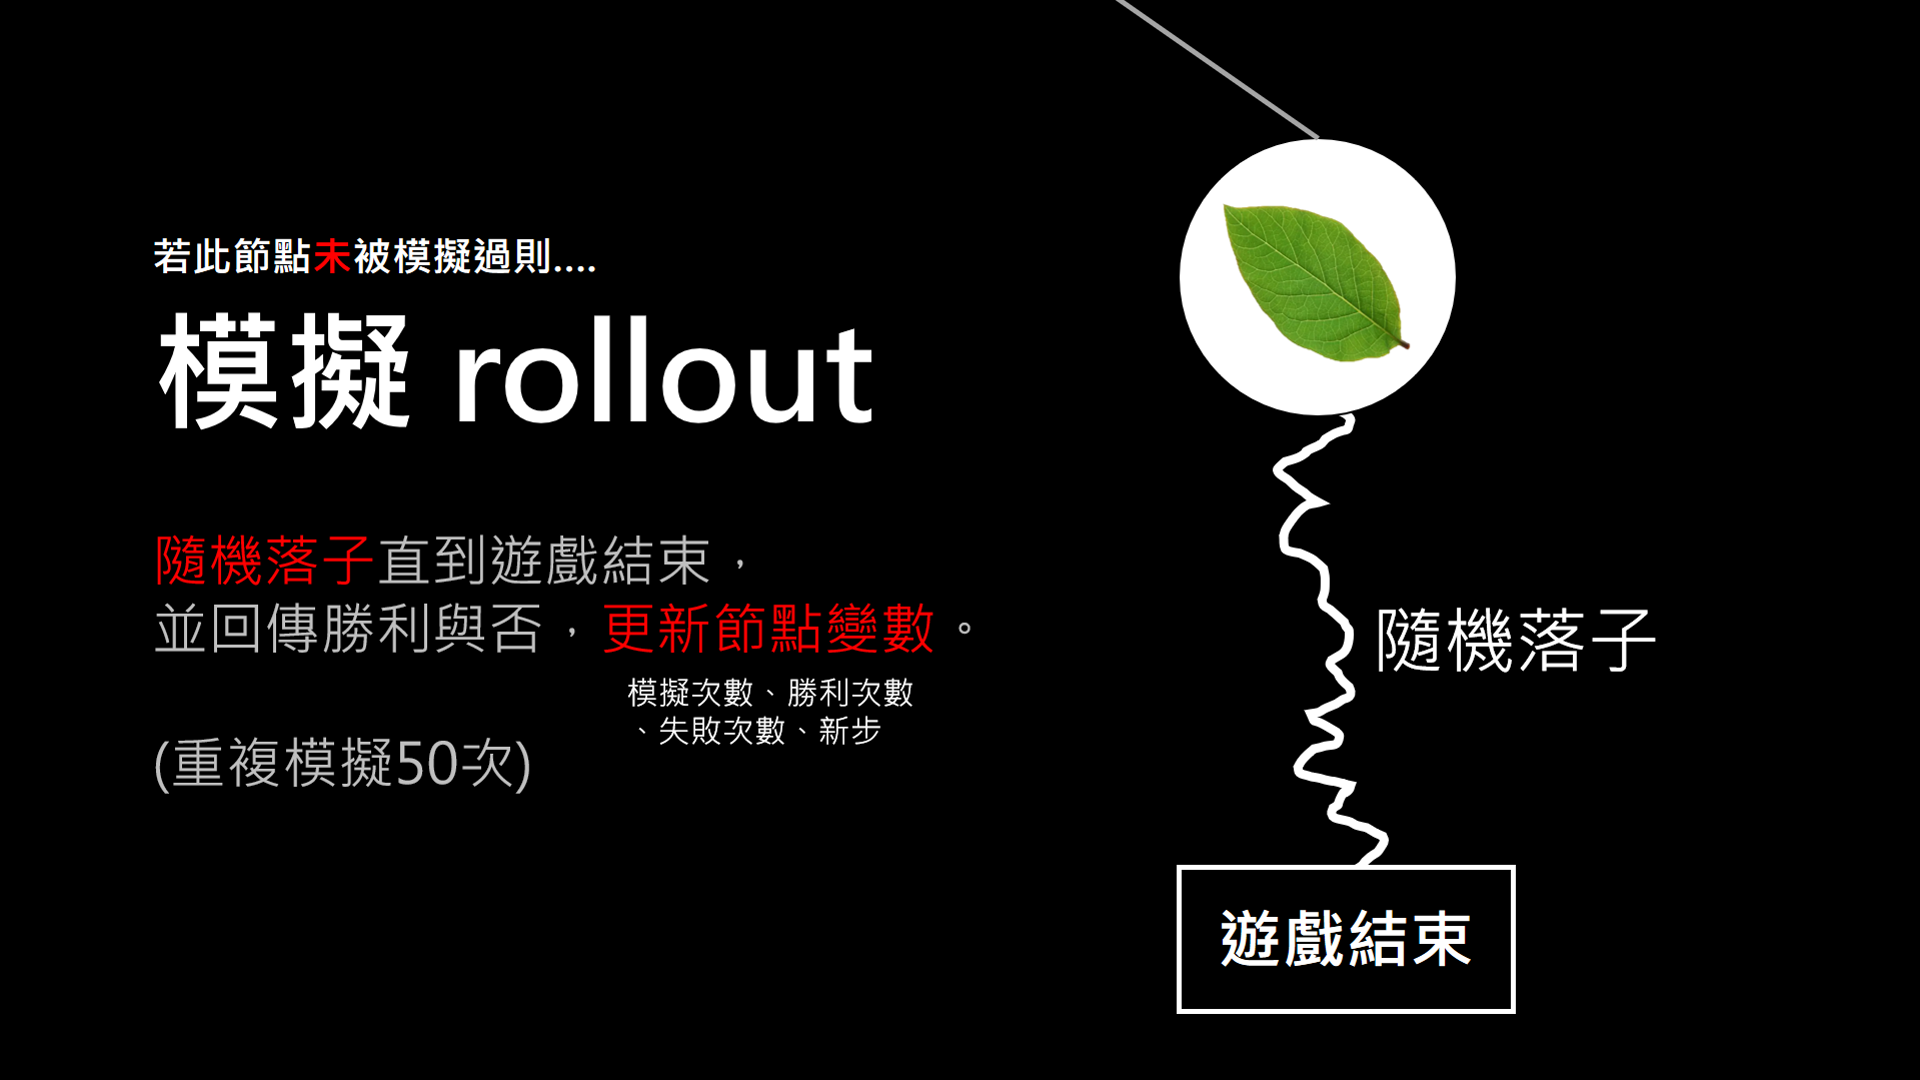 若此節點未被模擬過則....
模擬 rollout
隨機落子直到遊戲結束，
並回傳勝利與否，更新節點變數。
模擬次數、勝利次數
、失敗次數、新步
(重複模擬50次)
隨機落子
遊戲結束